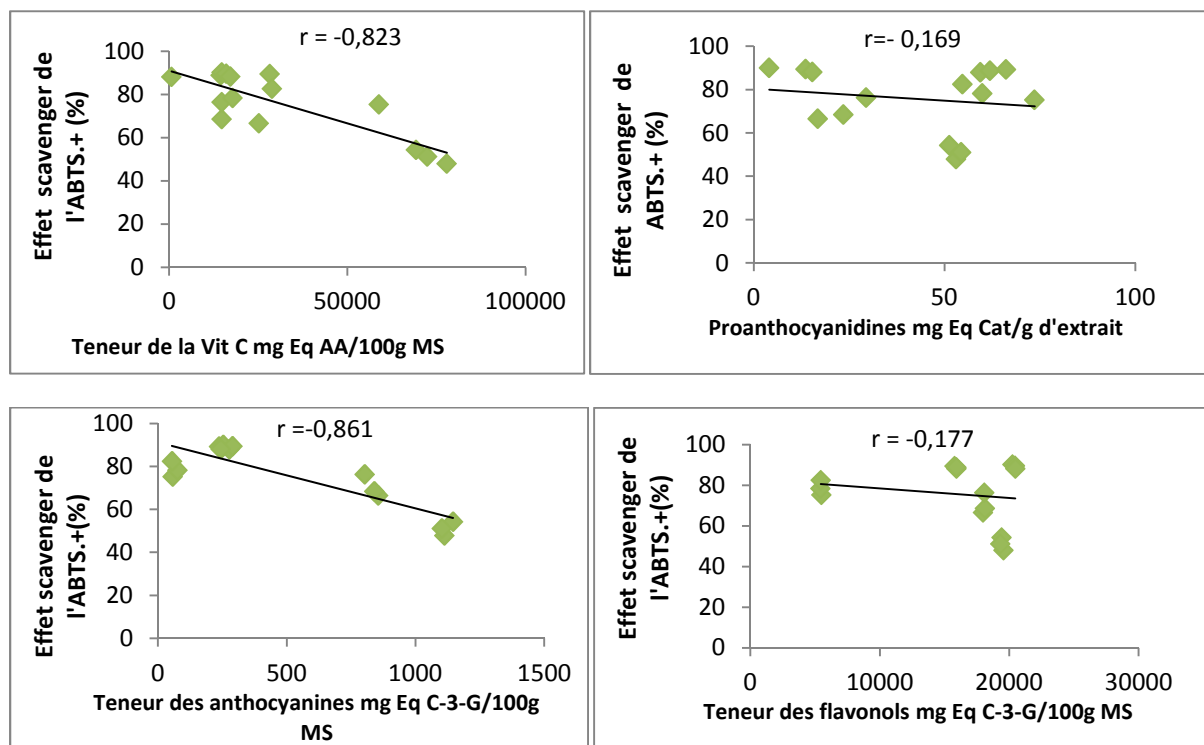 r = -0,823
Effet scavenger de
l'ABTS.+ (%)
100
80
60
40
20
0
0 50000 100000
Teneur de la Vit C mg Eq AA/100g MS
r=- 0,169
Effet scavenger de
ABTS.+ (%)
100
80
60
40
20
0
0 50 100
Proanthocyanidines mg Eq Cat/g d'extrait
r =-0,861
Effet scavenger de
l'ABTS.+(%)
100
80
60
40
20
0
0 500 1000 1500
Teneur des anthocyanines mg Eq C-3-G/100g
MS
r = -0,177
Effet scavenger de
l'ABTS.+(%)
100
80
60
40
20
0
0 10000 20000 30000
Teneur des flavonols mg Eq C-3-G/100g MS